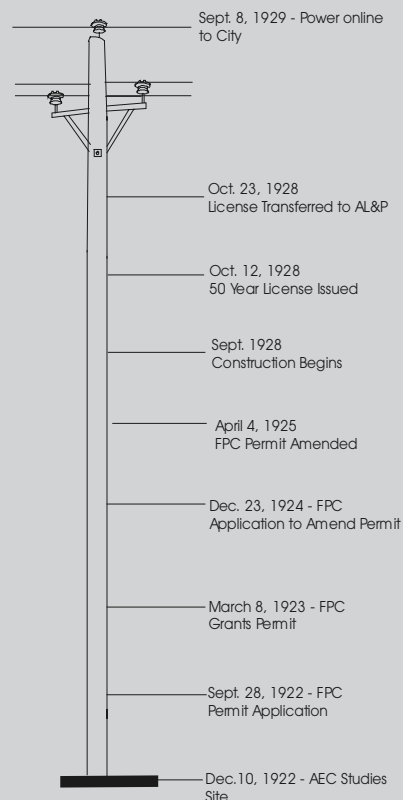 Sept. 8, 1929 - Power online
to City
Oct. 23, 1928
License Transferred to AL&P
Oct. 12, 1928
50 Year License Issued
Sept. 1928
Construction Begins
April 4, 1925
FPC Permit Amended
Dec. 23, 1924 - FPC
Application to Amend Permit
March 8, 1923 - FPC
Grants Permit
Sept. 28, 1922 - FPC
Permit Application
Dec.10, 1922 - AEC Studies
Site